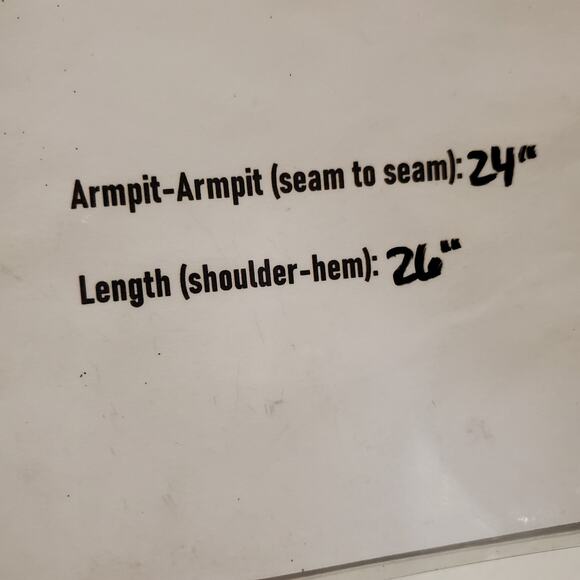 Armpit-Armpit (seam to seam): 24"
Length (shoulder-hem): 26"